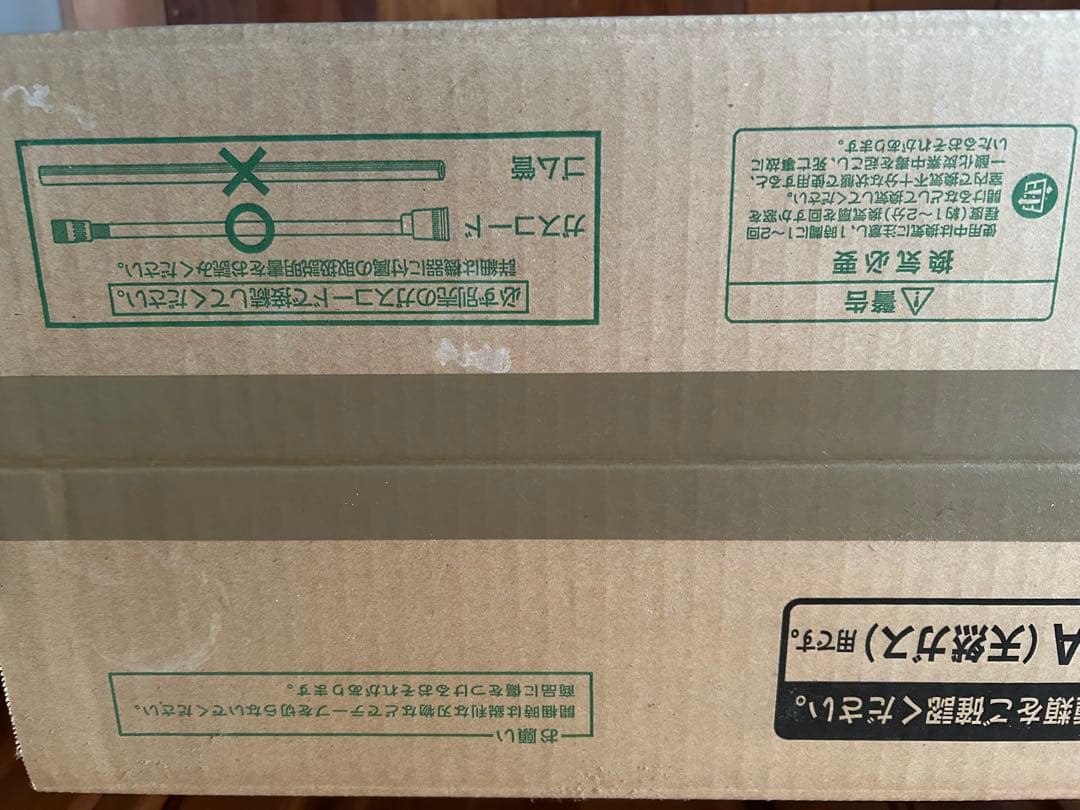 お願い
開梱時は鋭利な刃物などでテープを切らないでください。
商品に傷をつけるおそれがあります。
類をご確認ください。
A(天然ガス)用です。
⚠警告
換気必要
使用中は換気に注意し、1時間に1〜2回
程度(約1〜2分)換気扇を回すか窓を
開けるなどして換気してください。
室内で換気不十分な状態で使用すると、
一酸化炭素中毒を起こし、死亡事故に
いたるおそれがあります。
必ず別売のガスコードで接続してください。
詳細は機器に付属の取扱説明書をお読みください。
ガスコード
ゴム管